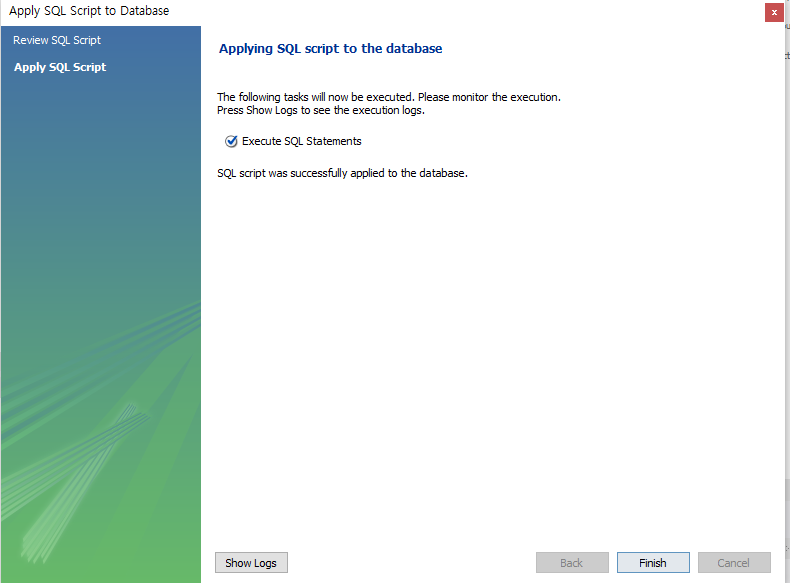 Apply SQL Script to Database
x
Review SQL Script
Apply SQL Script
Applying SQL script to the database
The following tasks will now be executed. Please monitor the execution.
Press Show Logs to see the execution logs.
Execute SQL Statements
SQL script was successfully applied to the database.
Show Logs
Back
Finish
Cancel